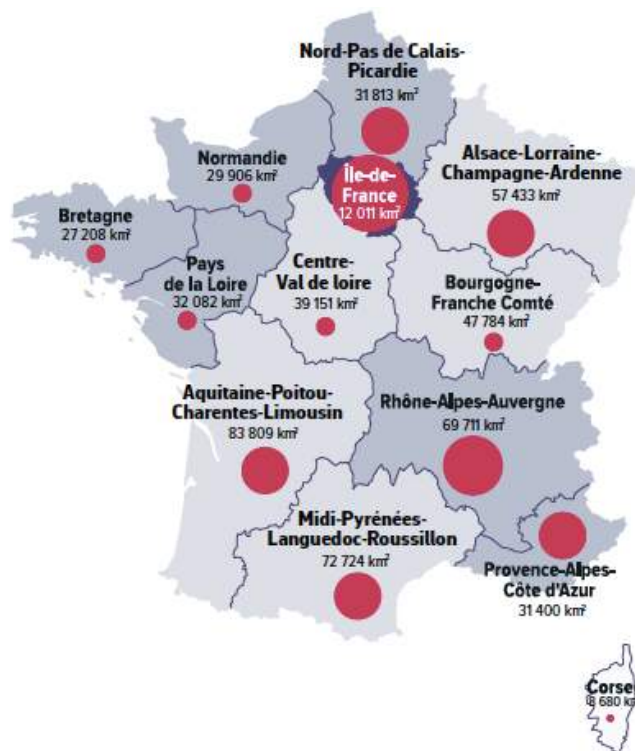 Nord-Pas de Calais-
Picardie
31 813 km²
Normandie
29 906 km²
Île-de-
France
12 011 km²
Alsace-Lorraine-
Champagne-Ardenne
57 433 km²
Bretagne
27 208 km²
Pays
de la Loire
32 082 km²
Centre-
Val de loire
39 151 km²
Bourgogne-
Franche Comté
47 784 km²
Aquitaine-Poitou-
Charentes-Limousin
83 809 km²
Rhône-Alpes-Auvergne
69 711 km²
Midi-Pyrénées-
Languedoc-Roussillon
72 724 km²
Provence-Alpes-
Côte d'Azur
31 400 km²
Corse
8 680 km